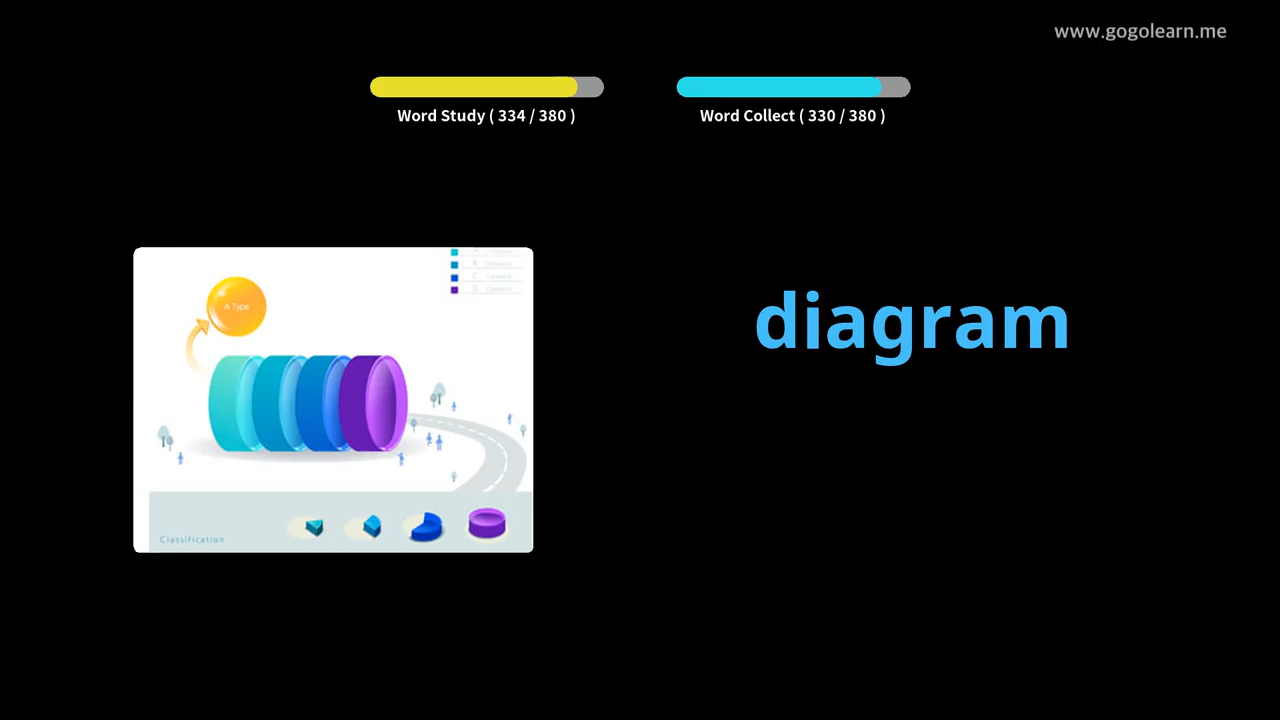 www.gogolearn.me
Word Study ( 334 / 380 )
Word Collect ( 330 / 380 )
A Type
diagram
Classification